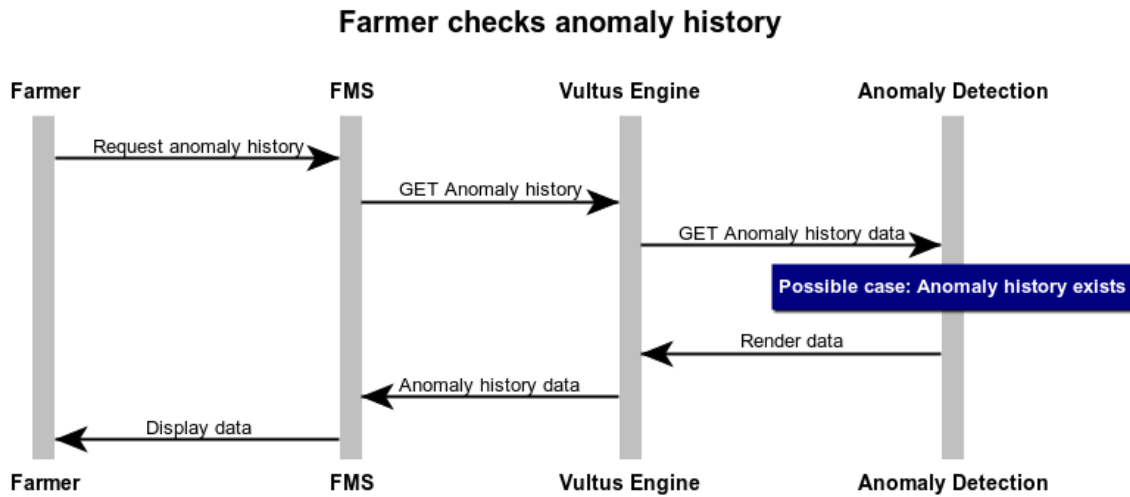 Farmer checks anomaly history
Farmer FMS Vultus Engine Anomaly Detection
Request anomaly history
GET Anomaly history
GET Anomaly history data
Possible case: Anomaly history exists
Render data
Anomaly history data
Display data
Farmer FMS Vultus Engine Anomaly Detection